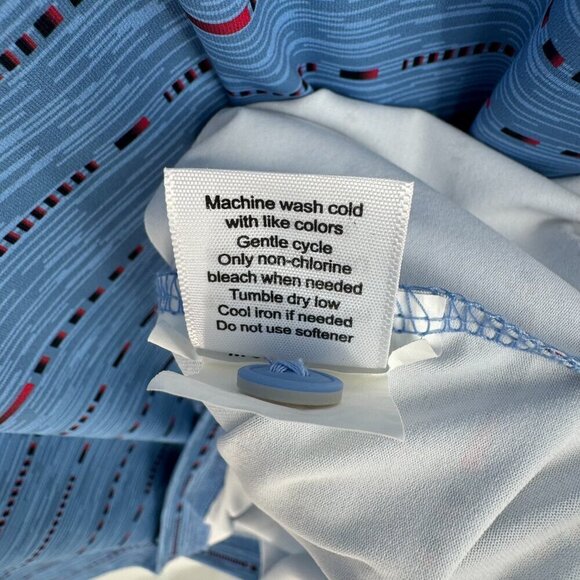 Machine wash cold
with like colors
Gentle cycle
Only non-chlorine
bleach when needed
Tumble dry low
Cool iron if needed
Do not use softener